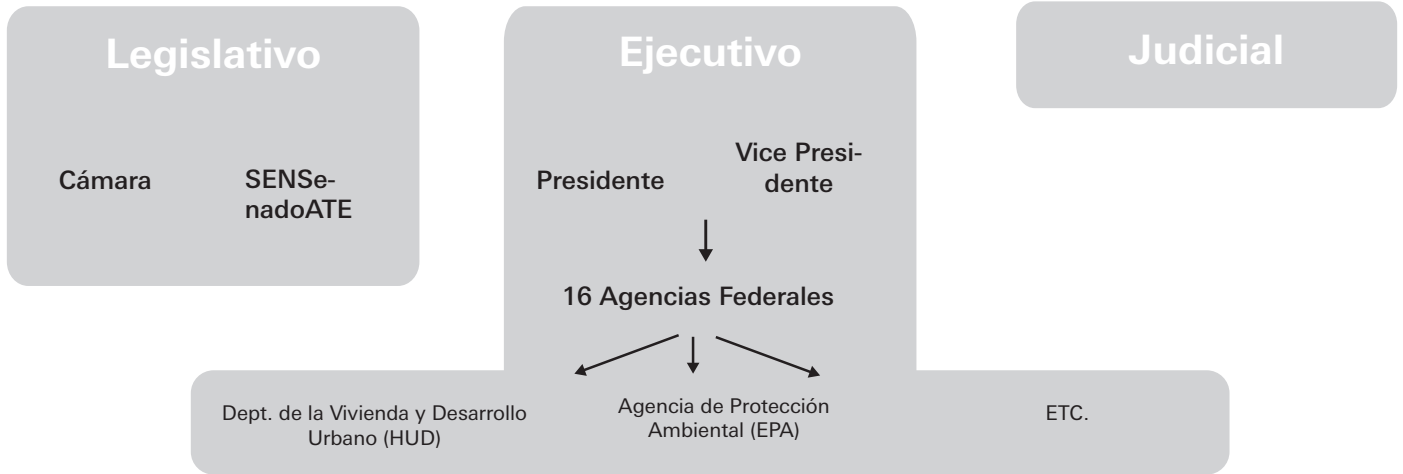 Legislativo
Cámara
SENSe-
nadoATE
Ejecutivo
Presidente
Vice Presi-
dente
16 Agencias Federales
Dept. de la Vivienda y Desarrollo
Urbano (HUD)
Agencia de Protección
Ambiental (EPA)
ETC.
Judicial